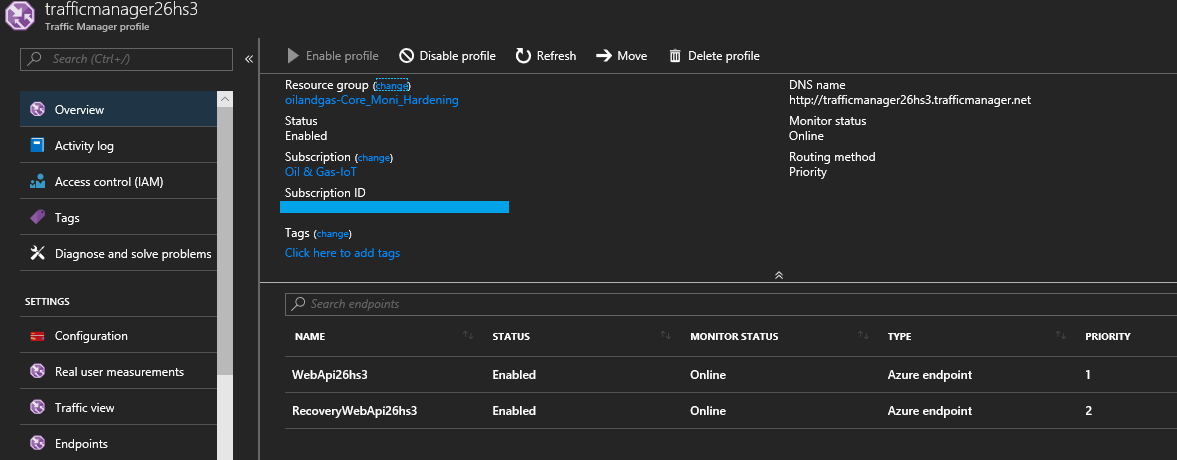 trafficmanager26hs3
Traffic Manager profile
Search (Ctrl+/)
«
Overview
Activity log
Access control (IAM)
Tags
Diagnose and solve problems
SETTINGS
Configuration
Real user measurements
Traffic view
Endpoints
Enable profile Disable profile Refresh Move Delete profile
Resource group (change)
oilandgas-Core_Moni_Hardening
Status
Enabled
Subscription (change)
Oil & Gas-IoT
Subscription ID
Tags (change)
Click here to add tags
DNS name
http://trafficmanager26hs3.trafficmanager.net
Monitor status
Online
Routing method
Priority
Search endpoints
NAME STATUS MONITOR STATUS TYPE PRIORITY
WebApi26hs3 Enabled Online Azure endpoint 1
RecoveryWebApi26hs3 Enabled Online Azure endpoint 2